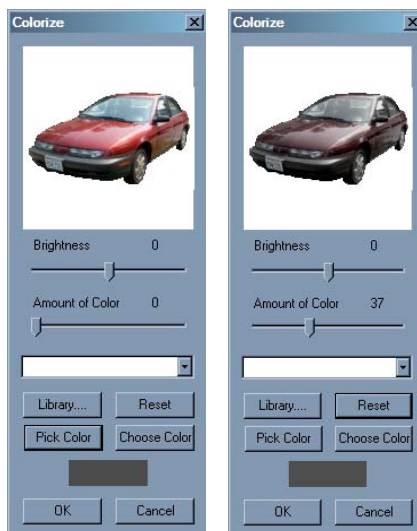 Colorize
Brightness 0
Amount of Color 0
Library....
Reset
Pick Color
Choose Color
OK
Cancel
Colorize
Brightness 0
Amount of Color 37
Library....
Reset
Pick Color
Choose Color
OK
Cancel